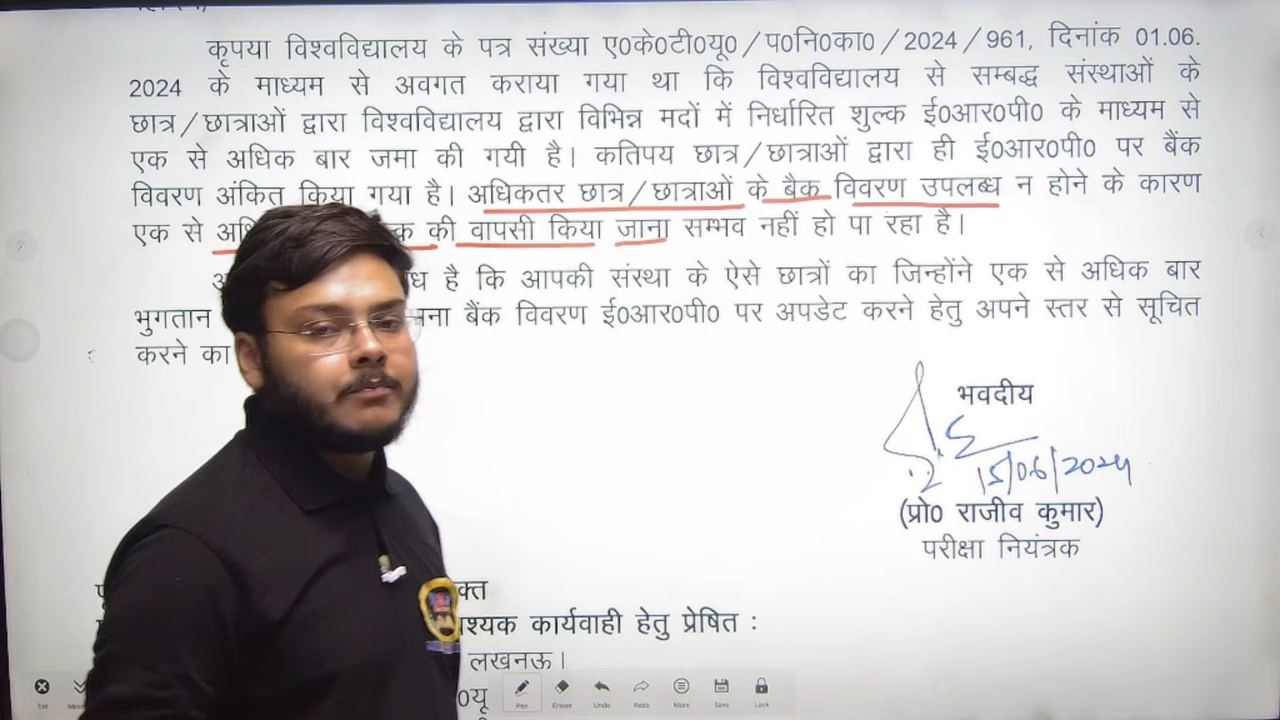 कृपया विश्वविद्यालय के पत्र संख्या ए0के0टी0यू0/प0नि0का0/2024/961, दिनांक 01.06.
2024 के माध्यम से अवगत कराया गया था कि विश्वविद्यालय से सम्बद्ध संस्थाओं के
छात्र/छात्राओं द्वारा विश्वविद्यालय द्वारा विभिन्न मदों में निर्धारित शुल्क ई0आर0पी0 के माध्यम से
एक से अधिक बार जमा की गयी है। कतिपय छात्र/छात्राओं द्वारा ही ई0आर0पी0 पर बैंक
विवरण अंकित किया गया है। अधिकतर छात्र/छात्राओं के बैक विवरण उपलब्ध न होने के कारण
एक से की वापसी किया जाना सम्भव नहीं हो पा रहा है।
है कि आपकी संस्था के ऐसे छात्रों का जिन्होंने एक से अधिक बार
भुगतान बैंक विवरण ई0आर0पी0 पर अपडेट करने हेतु अपने स्तर से सूचित
करने का
भवदीय
15/06/2024
(प्रो0 राजीव कुमार)
परीक्षा नियंत्रक
कार्यवाही हेतु प्रेषित :
लखनऊ।
Exit Pen Eraser Undo Redo More Save Lock